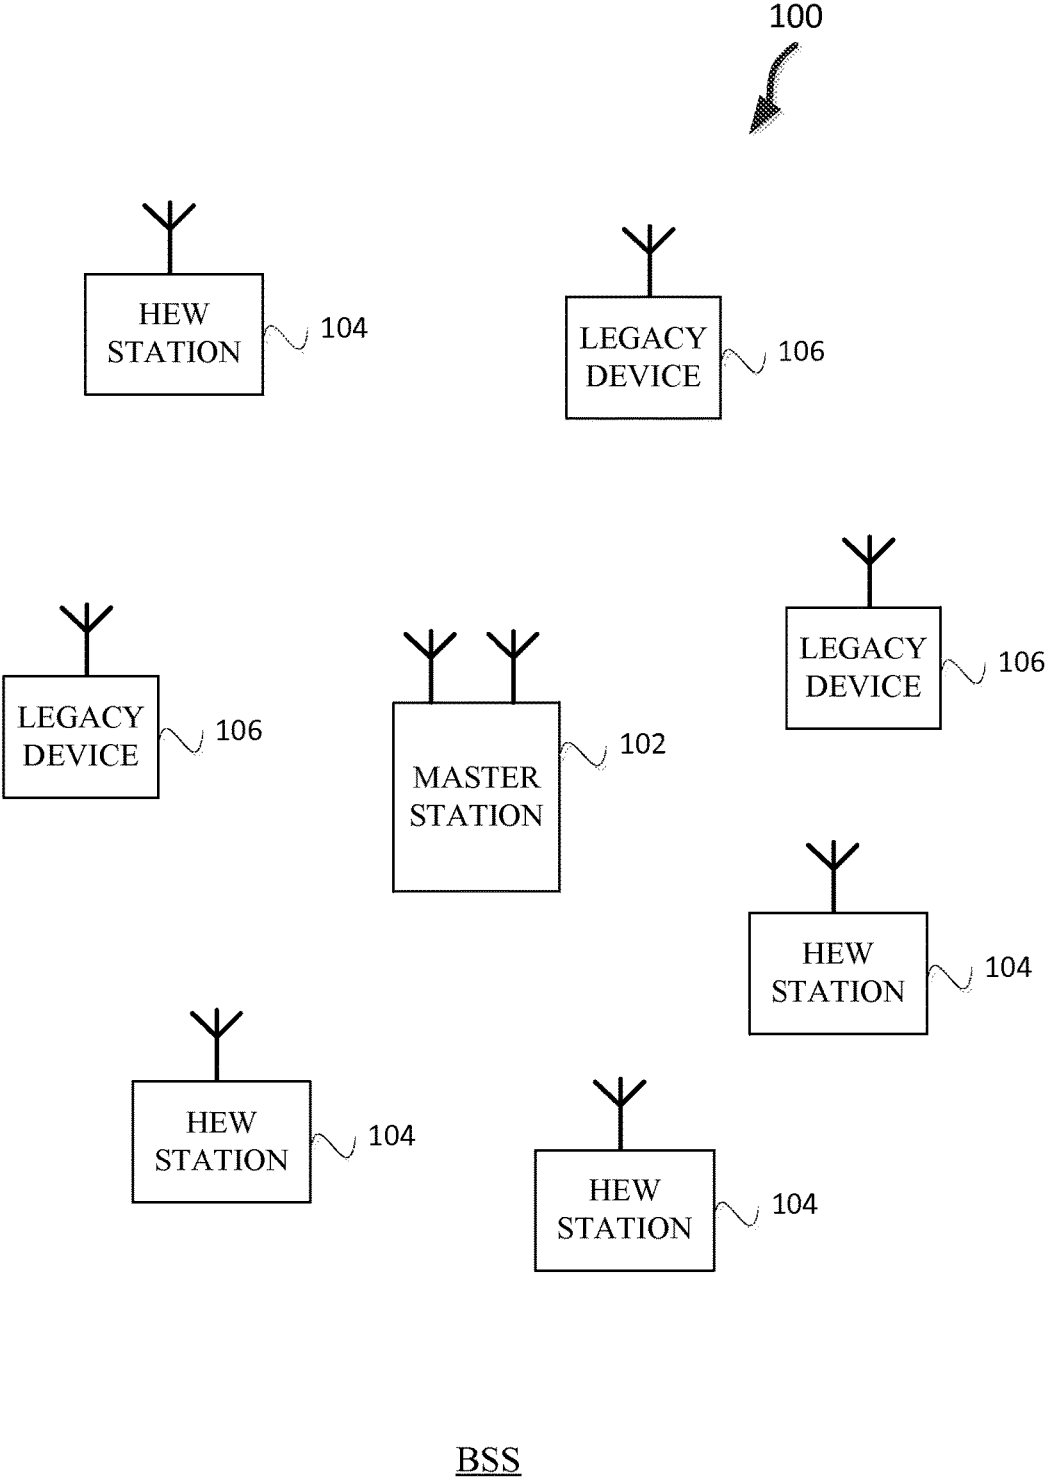 100
HEW
STATION
104
LEGACY
DEVICE
106
LEGACY
DEVICE
106
LEGACY
DEVICE
106
MASTER
STATION
102
HEW
STATION
104
HEW
STATION
104
HEW
STATION
104
BSS